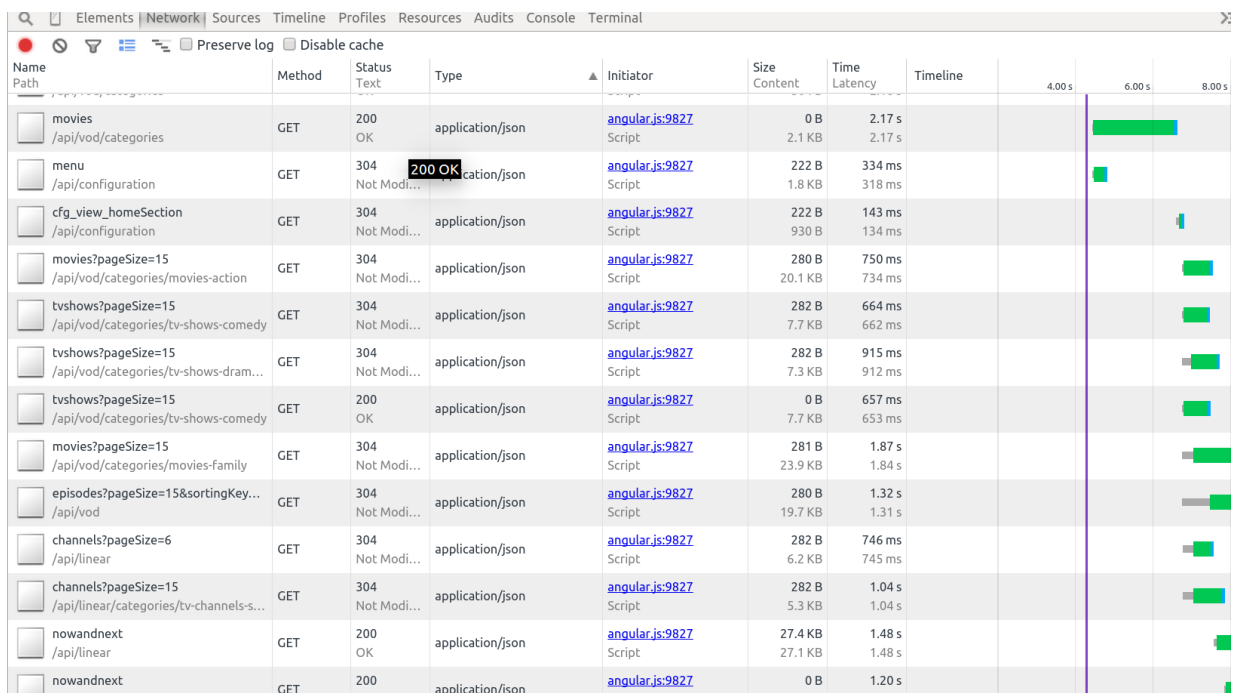 Elements Network Sources Timeline Profiles Resources Audits Console Terminal
Preserve log Disable cache
Name Method Status Type ▲ Initiator Size Time Timeline
Path Text Content Latency 4.00 s 6.00 s 8.00 s
movies GET 200 application/json angular.js:9827 0 B 2.17 s
/api/vod/categories OK Script 2.1 KB 2.17 s
menu GET 304 application/json angular.js:9827 222 B 334 ms
/api/configuration Not Modi... Script 1.8 KB 318 ms
200 OK
cfg_view_homeSection GET 304 application/json angular.js:9827 222 B 143 ms
/api/configuration Not Modi... Script 930 B 134 ms
movies?pageSize=15 GET 304 application/json angular.js:9827 280 B 750 ms
/api/vod/categories/movies-action Not Modi... Script 20.1 KB 734 ms
tvshows?pageSize=15 GET 304 application/json angular.js:9827 282 B 664 ms
/api/vod/categories/tv-shows-comedy Not Modi... Script 7.7 KB 662 ms
tvshows?pageSize=15 GET 304 application/json angular.js:9827 282 B 915 ms
/api/vod/categories/tv-shows-dram... Not Modi... Script 7.3 KB 912 ms
tvshows?pageSize=15 GET 200 application/json angular.js:9827 0 B 657 ms
/api/vod/categories/tv-shows-comedy OK Script 7.7 KB 653 ms
movies?pageSize=15 GET 304 application/json angular.js:9827 281 B 1.87 s
/api/vod/categories/movies-family Not Modi... Script 23.9 KB 1.84 s
episodes?pageSize=15&sortingKey... GET 304 application/json angular.js:9827 280 B 1.32 s
/api/vod Not Modi... Script 19.7 KB 1.31 s
channels?pageSize=6 GET 304 application/json angular.js:9827 282 B 746 ms
/api/linear Not Modi... Script 6.2 KB 745 ms
channels?pageSize=15 GET 304 application/json angular.js:9827 282 B 1.04 s
/api/linear/categories/tv-channels-s... Not Modi... Script 5.3 KB 1.04 s
nowandnext GET 200 application/json angular.js:9827 27.4 KB 1.48 s
/api/linear OK Script 27.1 KB 1.48 s
nowandnext GET 200 application/json angular.js:9827 0 B 1.20 s